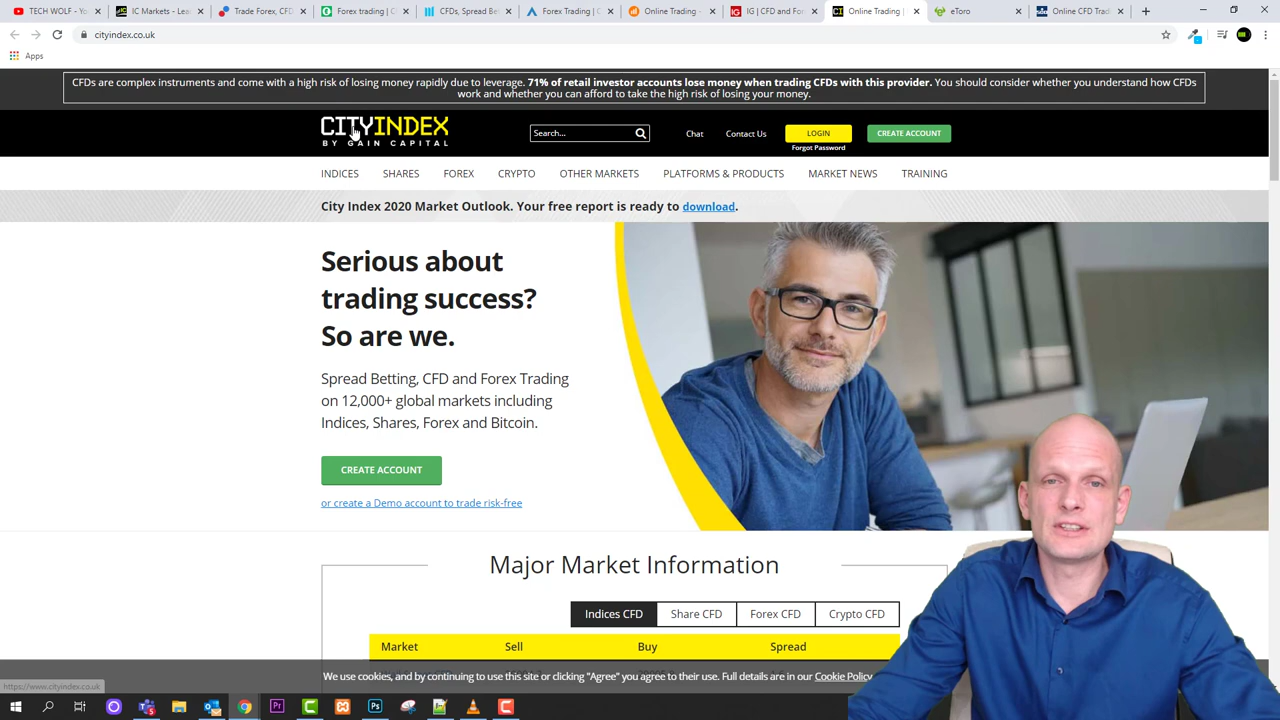 TECH WOLF - Yo
IC Markets - Lea
Trade Forex, CFD
Forex trading | C
CFDs, Spread Be
Forex Trading | C
Online Trading -
IG | CFD and For
Online Trading |
eToro
Online CFD Trad
cityindex.co.uk
Apps
CFDs are complex instruments and come with a high risk of losing money rapidly due to leverage. 71% of retail investor accounts lose money when trading CFDs with this provider. You should consider whether you understand how CFDs
work and whether you can afford to take the high risk of losing your money.
CITYINDEX
BY GAIN CAPITAL
Search...
Chat
Contact Us
LOGIN
Forgot Password
CREATE ACCOUNT
INDICES SHARES FOREX CRYPTO OTHER MARKETS PLATFORMS & PRODUCTS MARKET NEWS TRAINING
City Index 2020 Market Outlook. Your free report is ready to download.
Serious about
trading success?
So are we.
Spread Betting, CFD and Forex Trading
on 12,000+ global markets including
Indices, Shares, Forex and Bitcoin.
CREATE ACCOUNT
or create a Demo account to trade risk-free
Major Market Information
Indices CFD Share CFD Forex CFD Crypto CFD
Market Sell Buy Spread
We use cookies, and by continuing to use this site or clicking "Agree" you agree to their use. Full details are in our Cookie Policy
https://www.cityindex.co.uk